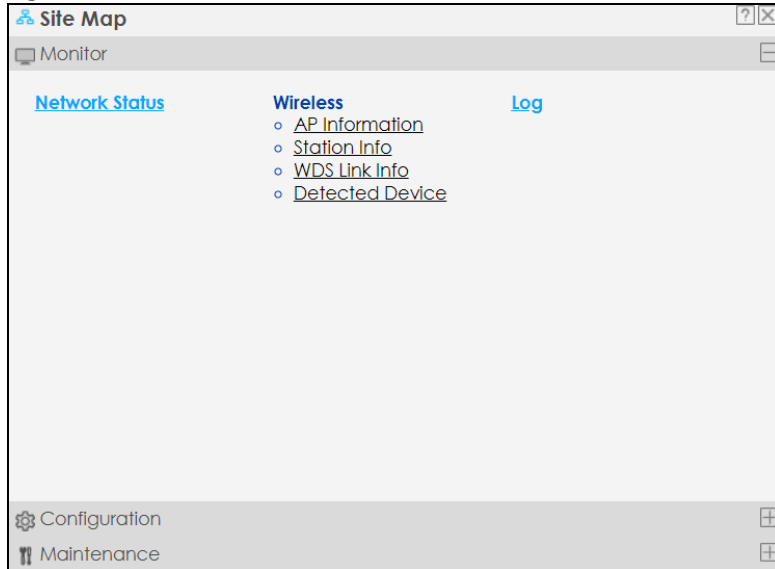 Site Map
Monitor
Network Status
Wireless
AP Information
Station Info
WDS Link Info
Detected Device
Log
Configuration
Maintenance